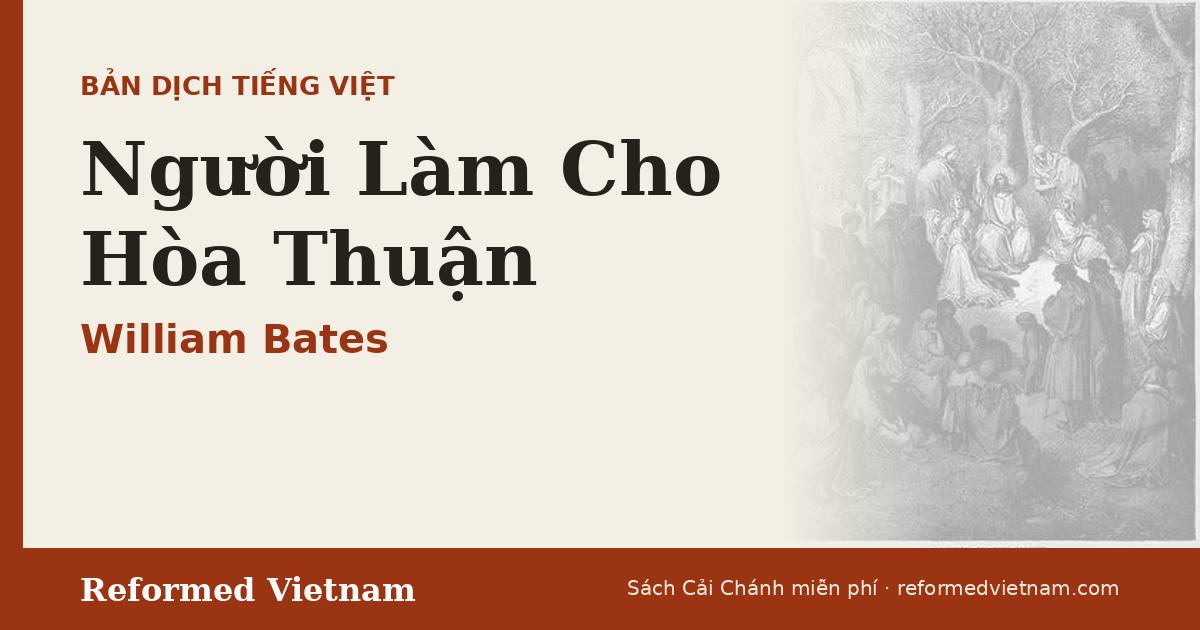 BẢN DỊCH TIẾNG VIỆT
Người Làm Cho
Hòa Thuận
William Bates
Reformed Vietnam
Sách Cải Chánh miễn phí · reformedvietnam.com